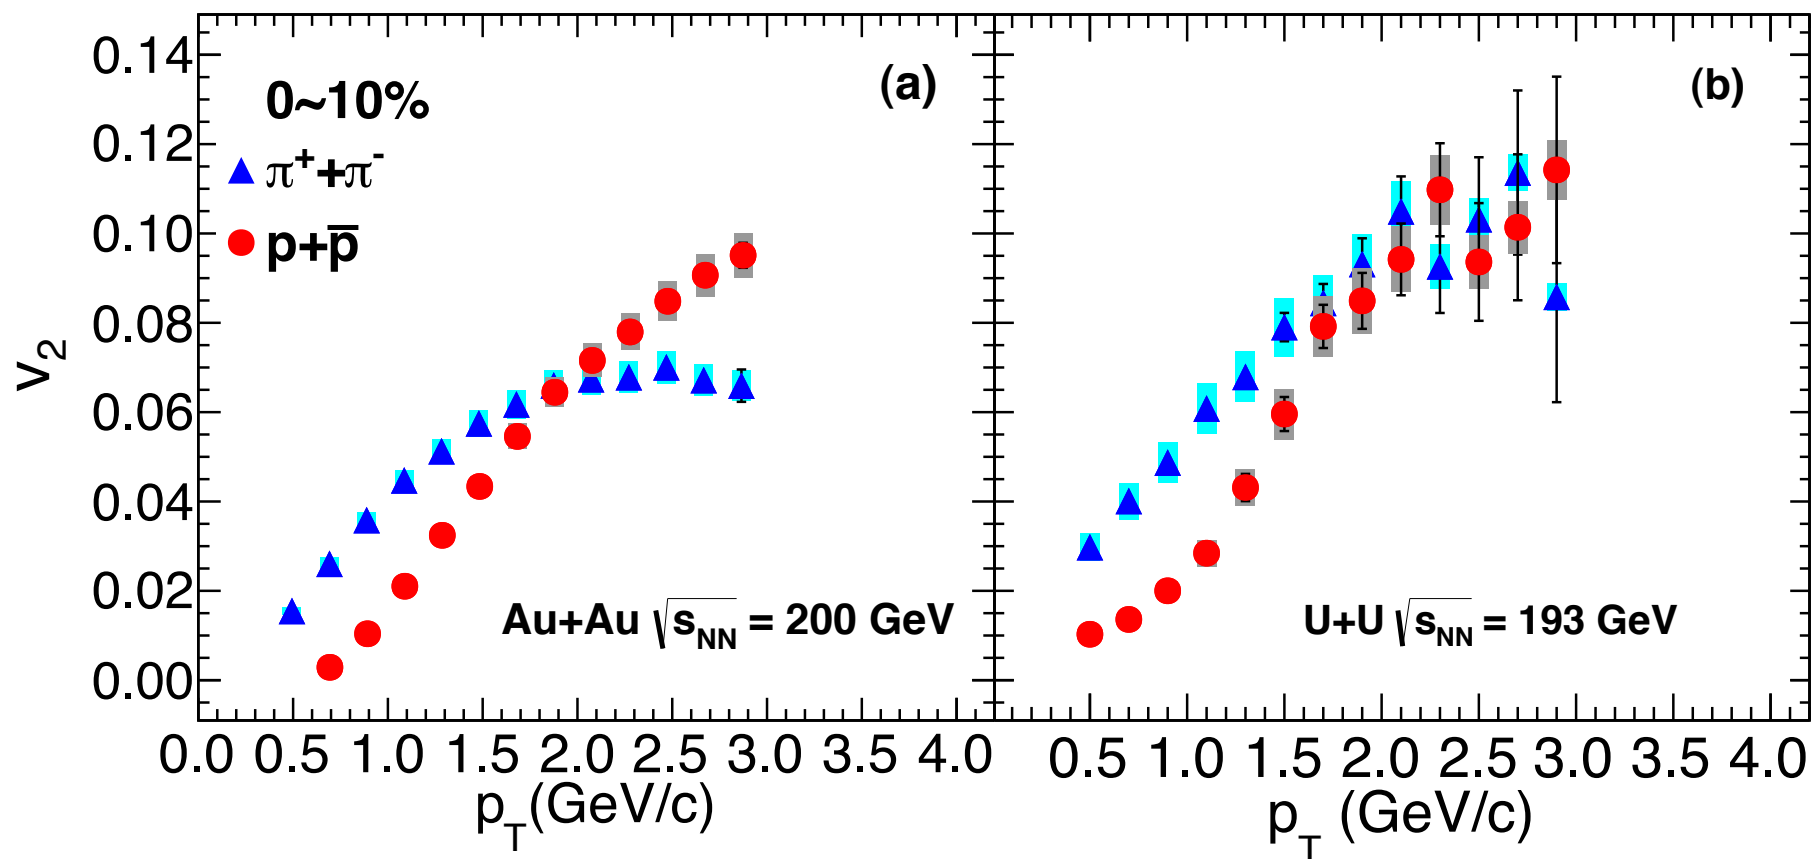 0.14
0.12
0.10
0.08
0.06
0.04
0.02
0.00
v₂
0~10%
π⁺+π⁻
p+p̅
(a)
Au+Au √sNN = 200 GeV
0.0 0.5 1.0 1.5 2.0 2.5 3.0 3.5 4.0
pT(GeV/c)
(b)
U+U √sNN = 193 GeV
0.5 1.0 1.5 2.0 2.5 3.0 3.5 4.0
pT (GeV/c)